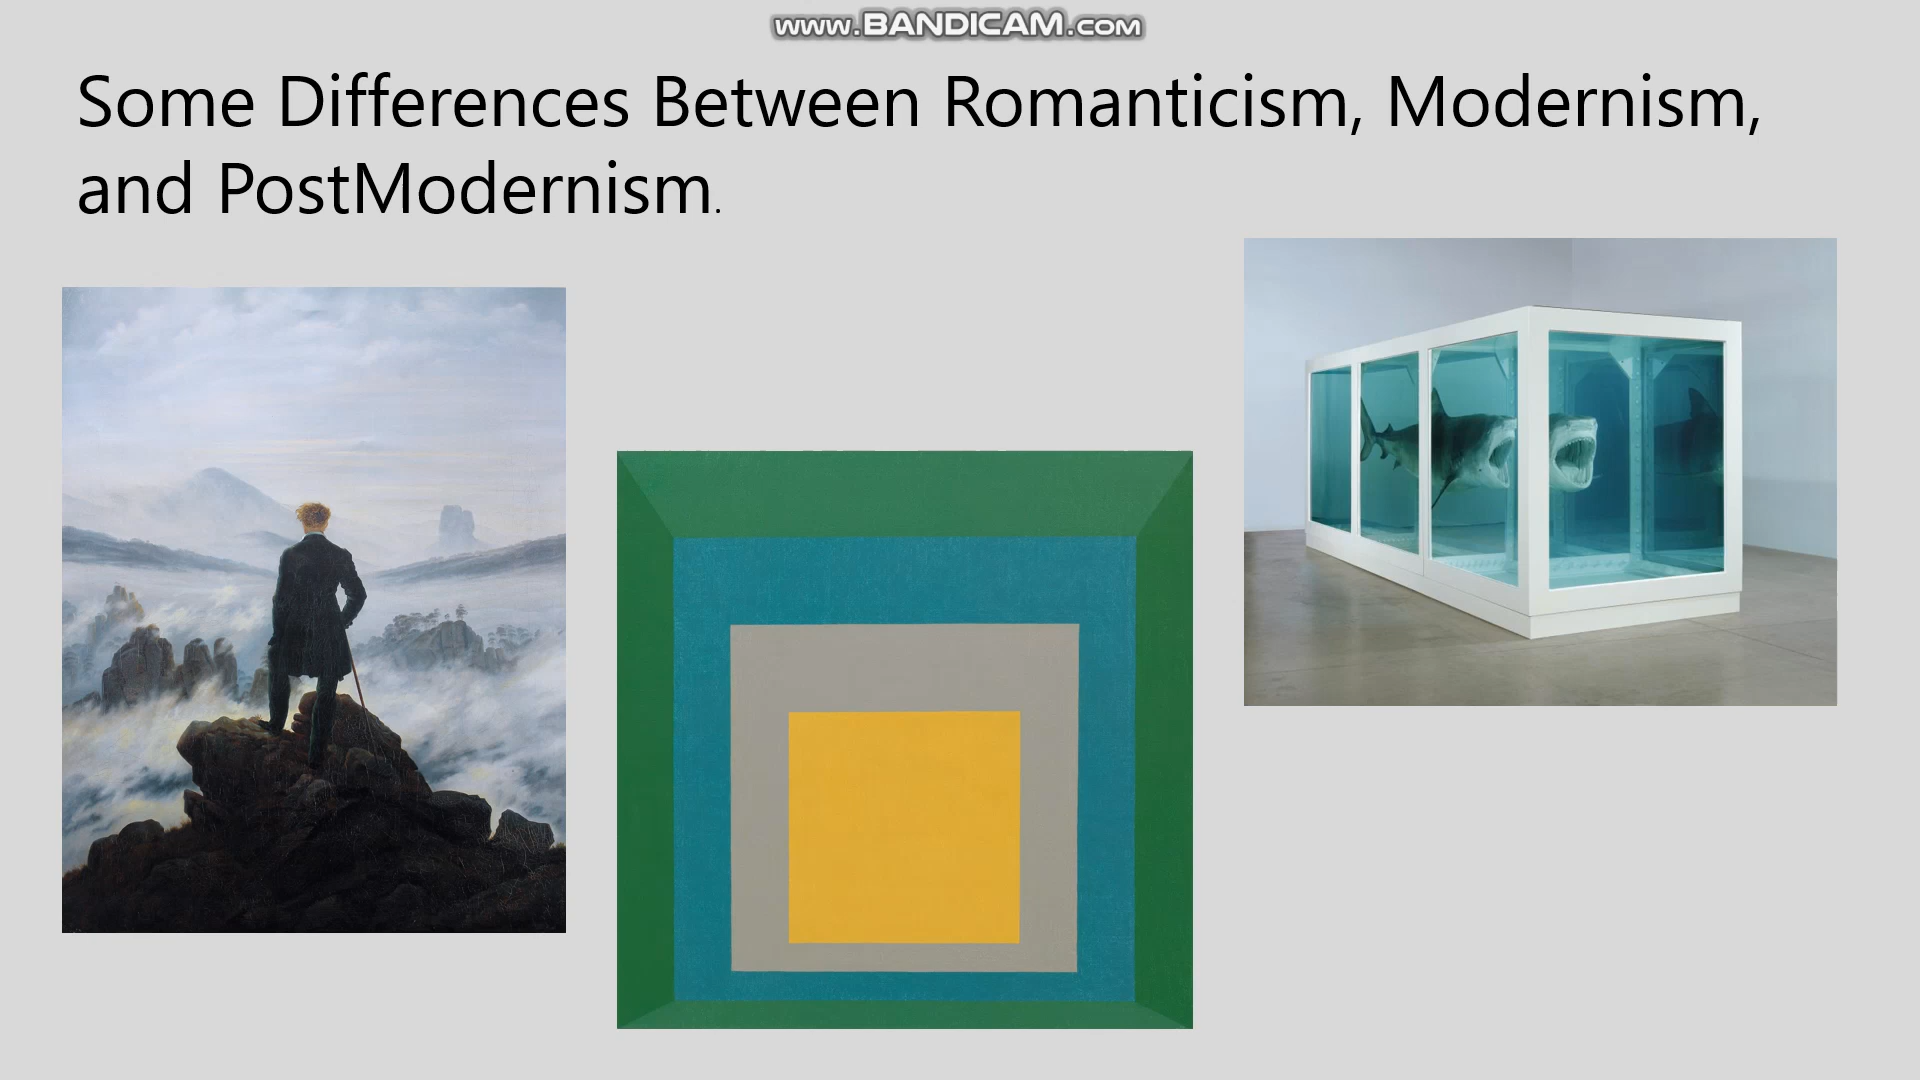 www.BANDICAM.com
Some Differences Between Romanticism, Modernism,
and PostModernism.